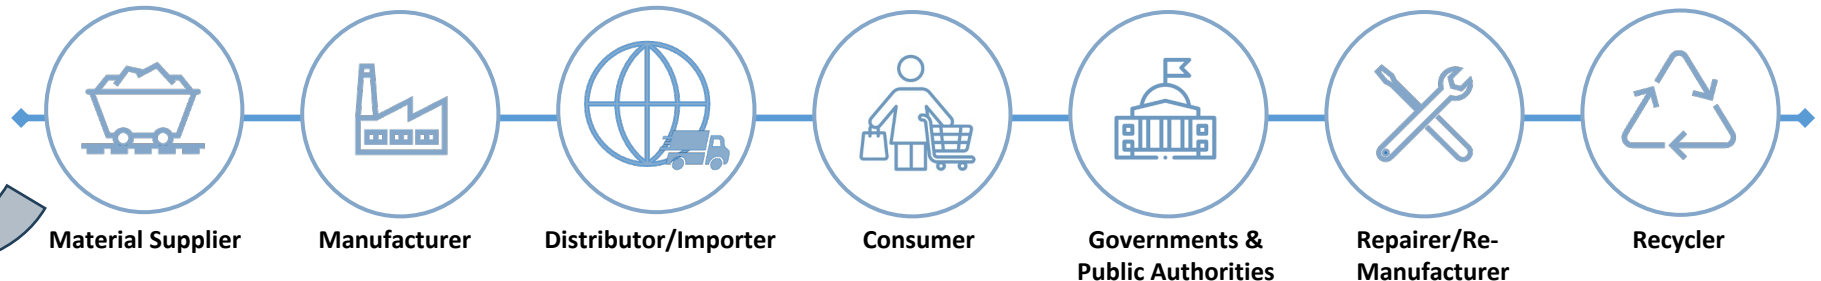 Material Supplier
Manufacturer
Distributor/Importer
Consumer
Governments &
Public Authorities
Repairer/Re-
Manufacturer
Recycler